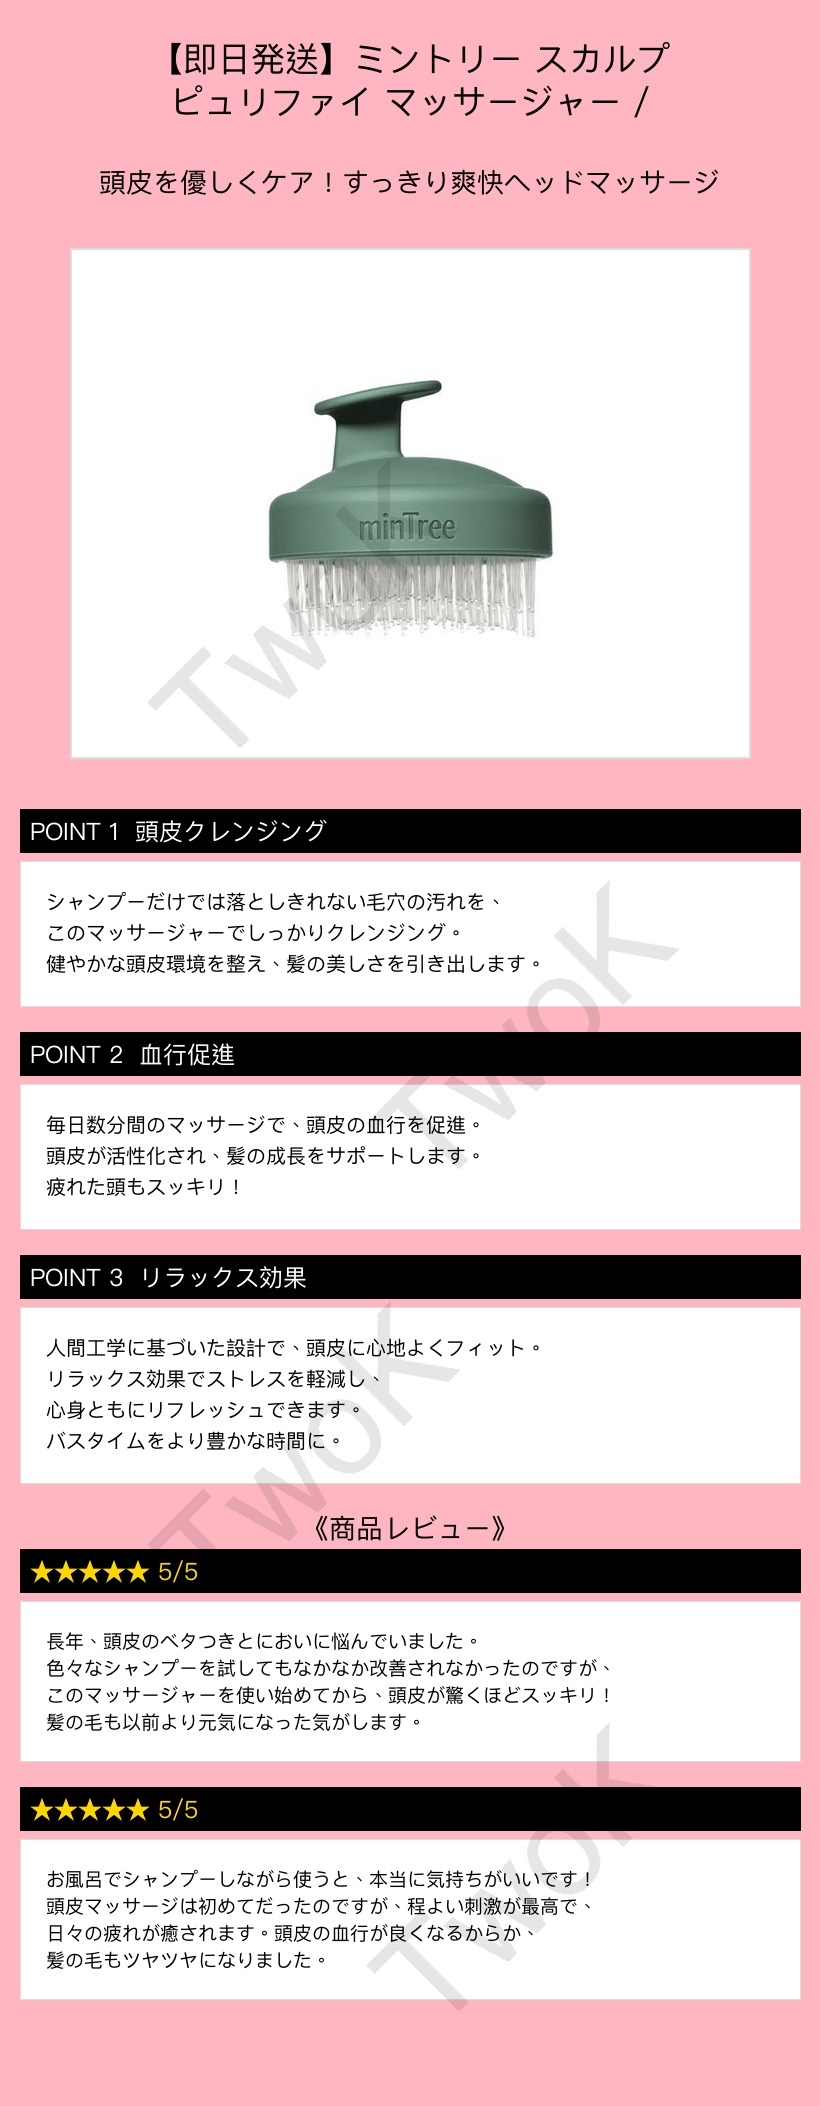 【即日発送】ミントリー スカルプ
ピュリファイ マッサージャー /
頭皮を優しくケア！すっきり爽快ヘッドマッサージ
minTree
TwoK
POINT 1 頭皮クレンジング
シャンプーだけでは落としきれない毛穴の汚れを、
このマッサージャーでしっかりクレンジング。
健やかな頭皮環境を整え、髪の美しさを引き出します。
TwoK
POINT 2 血行促進
毎日数分間のマッサージで、頭皮の血行を促進。
頭皮が活性化され、髪の成長をサポートします。
疲れた頭もスッキリ！
POINT 3 リラックス効果
人間工学に基づいた設計で、頭皮に心地よくフィット。
リラックス効果でストレスを軽減し、
心身ともにリフレッシュできます。
バスタイムをより豊かな時間に。
TwoK
《商品レビュー》
★★★★★ 5/5
長年、頭皮のベタつきとにおいに悩んでいました。
色々なシャンプーを試してもなかなか改善されなかったのですが、
このマッサージャーを使い始めてから、頭皮が驚くほどスッキリ！
髪の毛も以前より元気になった気がします。
★★★★★ 5/5
お風呂でシャンプーしながら使うと、本当に気持ちがいいです！
頭皮マッサージは初めてだったのですが、程よい刺激が最高で、
日々の疲れが癒されます。頭皮の血行が良くなるからか、
髪の毛もツヤツヤになりました。
TwoK